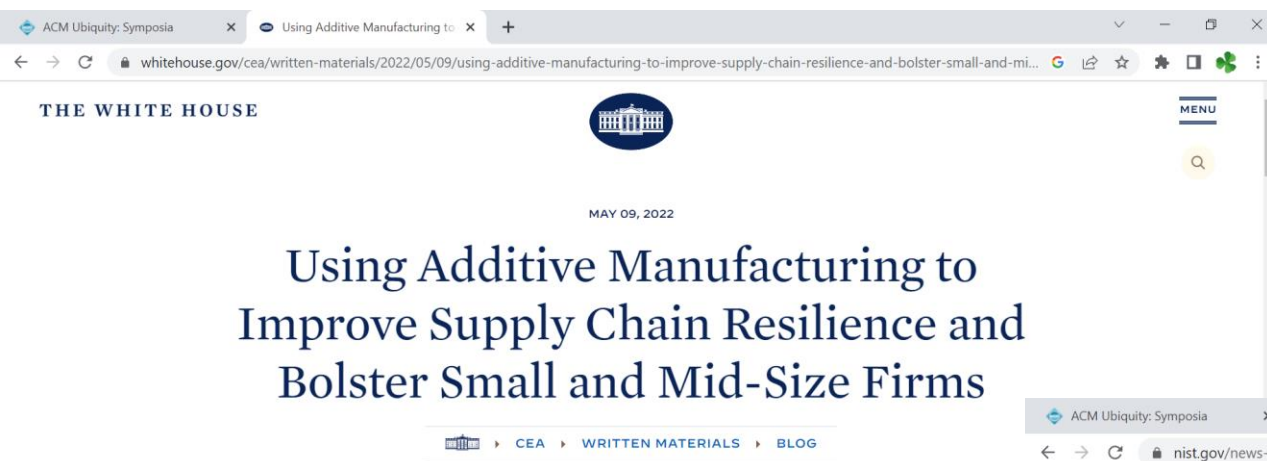 ACM Ubiquity: Symposia
Using Additive Manufacturing to
whitehouse.gov/cea/written-materials/2022/05/09/using-additive-manufacturing-to-improve-supply-chain-resilience-and-bolster-small-and-mi...
THE WHITE HOUSE
MENU
MAY 09, 2022
Using Additive Manufacturing to
Improve Supply Chain Resilience and
Bolster Small and Mid-Size Firms
CEA WRITTEN MATERIALS BLOG
ACM Ubiquity: Symposia
nist.gov/news-